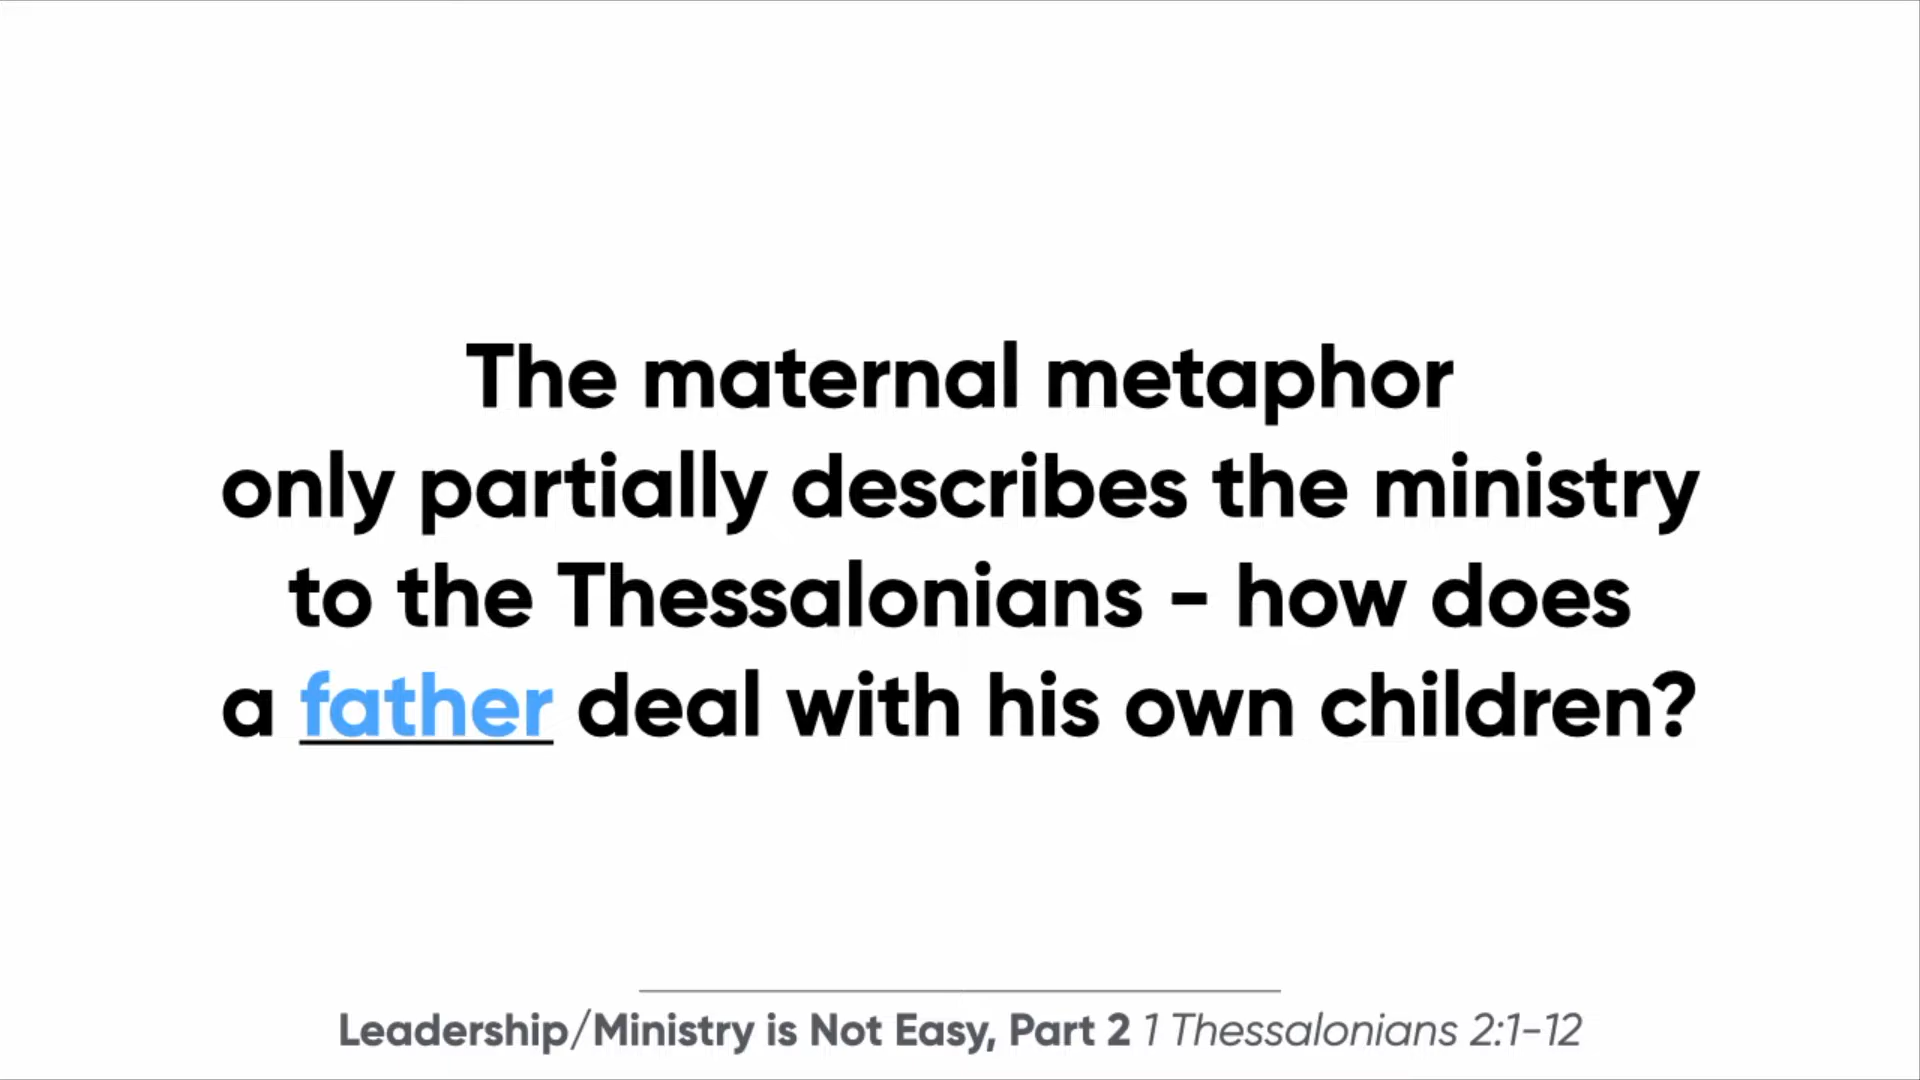 The maternal metaphor
only partially describes the ministry
to the Thessalonians - how does
a father deal with his own children?
Leadership/Ministry is Not Easy, Part 2 1 Thessalonians 2:1-12